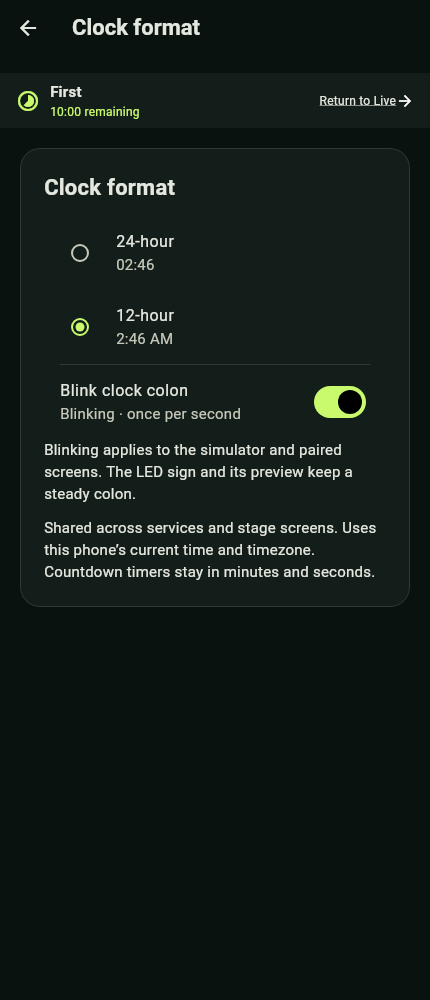 Clock format
First
10:00 remaining
Return to Live
Clock format
24-hour
02:46
12-hour
2:46 AM
Blink clock colon
Blinking · once per second
Blinking applies to the simulator and paired
screens. The LED sign and its preview keep a
steady colon.
Shared across services and stage screens. Uses
this phone’s current time and timezone.
Countdown timers stay in minutes and seconds.